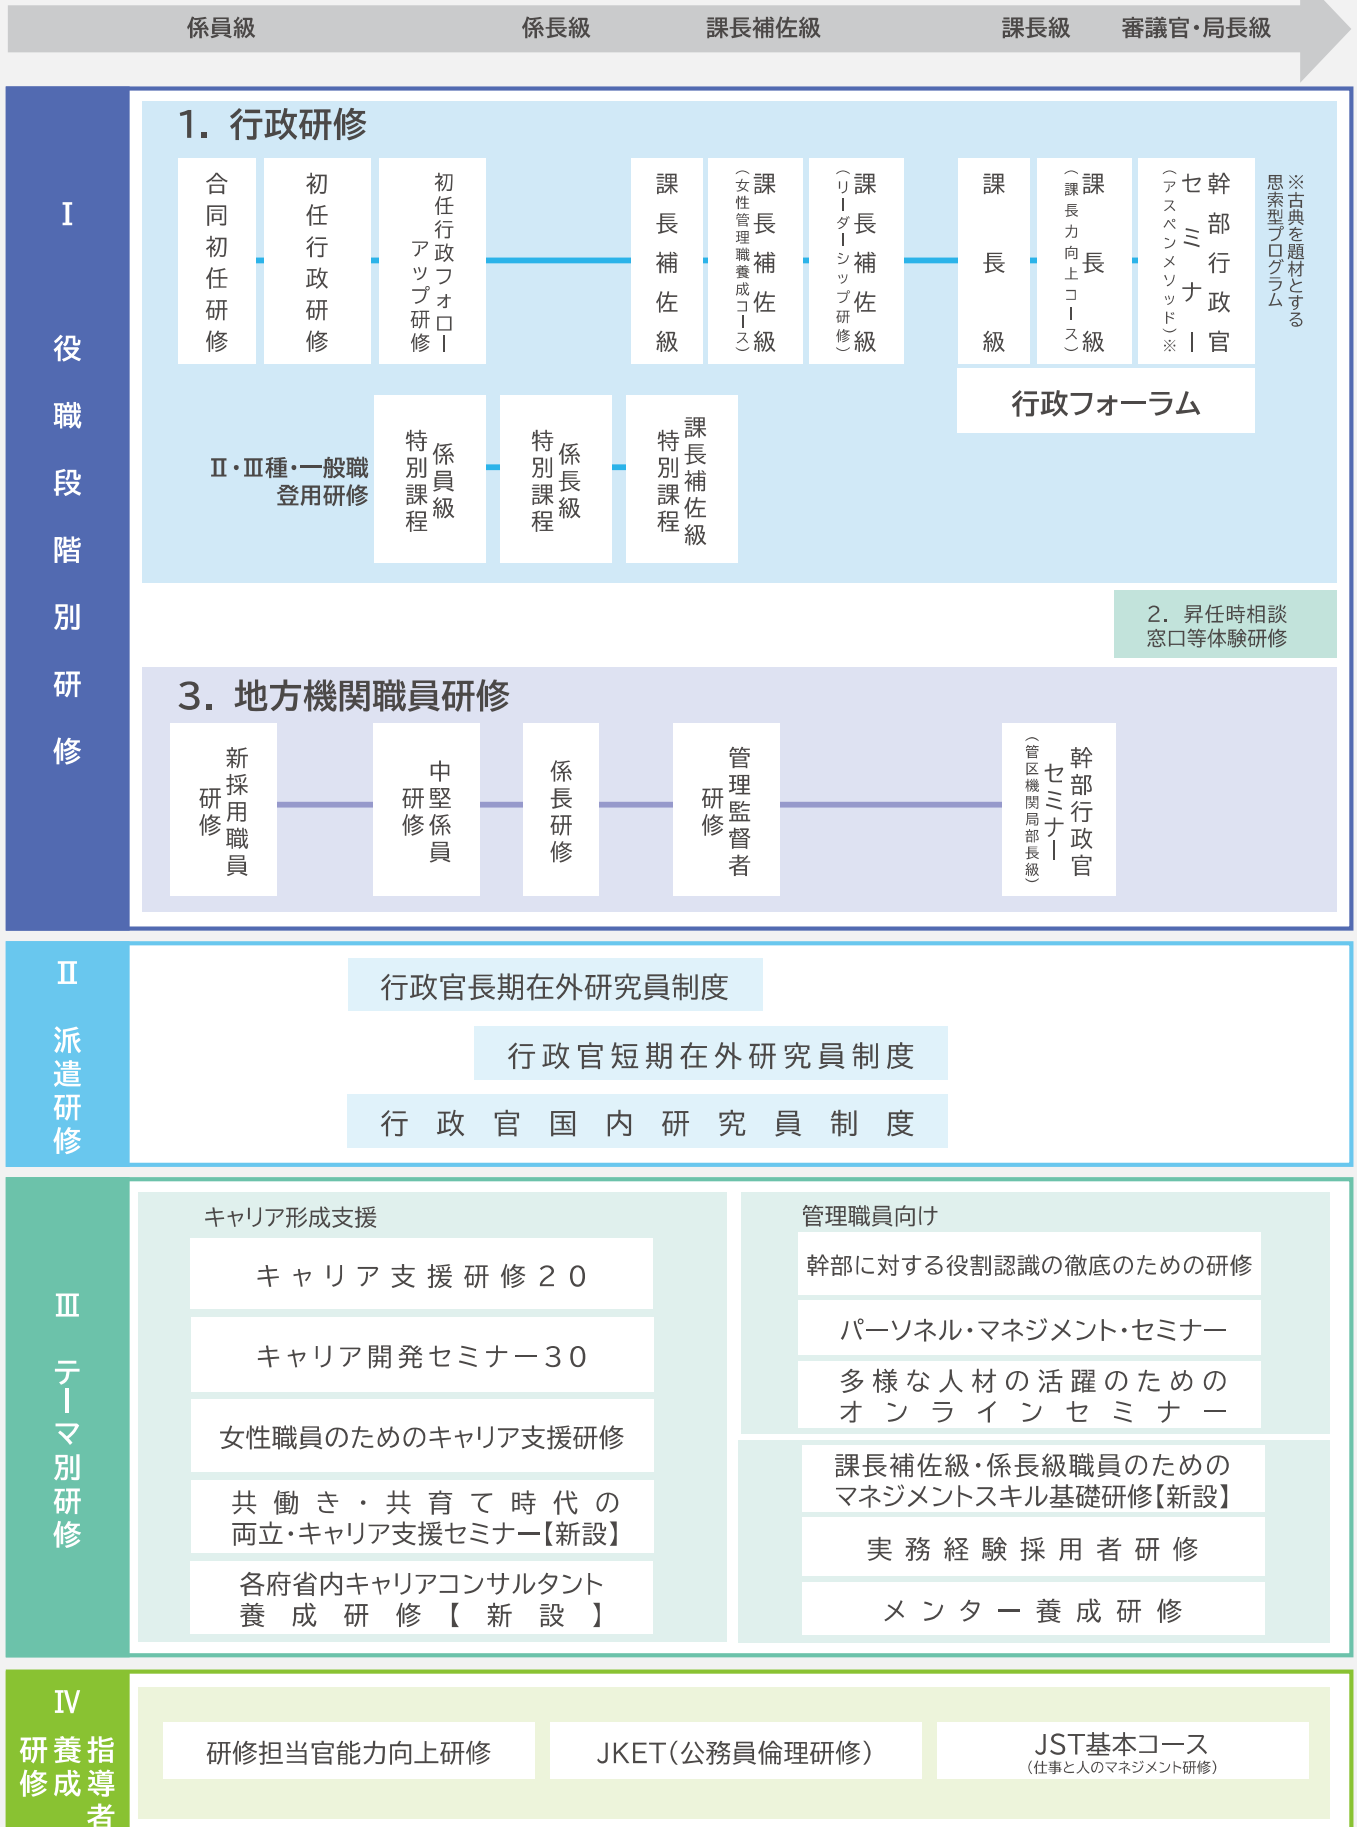 係員級
係長級
課長補佐級
課長級
審議官・局長級
Ⅰ 役職段階別研修
1. 行政研修
合同初任研修
初任行政研修
初任行政フォロー
アップ研修
課長補佐級
課長補佐級
(女性管理職養成コース)
課長補佐級
(リーダーシップ研修)
課長級
課長級
(課長力向上コース)
幹部行政官
セミナー
(アスペンメソッド)※
※古典を題材とする
思索型プログラム
行政フォーラム
Ⅱ・Ⅲ種・一般職
登用研修
係員級
特別課程
係長級
特別課程
課長補佐級
特別課程
2. 昇任時相談
窓口等体験研修
3. 地方機関職員研修
新採用職員
研修
中堅係員
研修
係長研修
管理監督者
研修
幹部行政官
セミナー
(管区機関局部長級)
Ⅱ 派遣研修
行政官長期在外研究員制度
行政官短期在外研究員制度
行政官国内研究員制度
Ⅲ テーマ別研修
キャリア形成支援
キャリア支援研修20
キャリア開発セミナー30
女性職員のためのキャリア支援研修
共働き・共育て時代の
両立・キャリア支援セミナー【新設】
各府省内キャリアコンサルタント
養成研修【新設】
管理職員向け
幹部に対する役割認識の徹底のための研修
パーソネル・マネジメント・セミナー
多様な人材の活躍のための
オンラインセミナー
課長補佐級・係長級職員のための
マネジメントスキル基礎研修【新設】
実務経験採用者研修
メンター養成研修
Ⅳ
指導者
養成
研修
研修担当官能力向上研修
JKET(公務員倫理研修)
JST基本コース
(仕事と人のマネジメント研修)